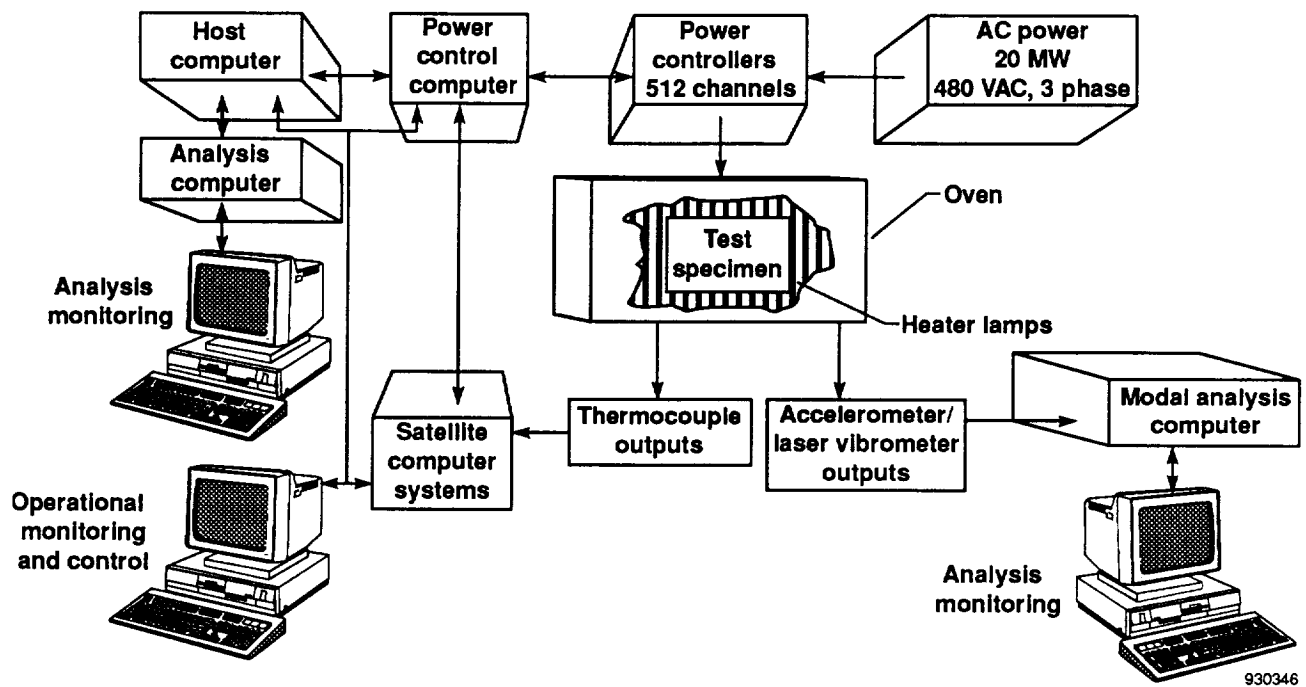 Host
computer
Power
control
computer
Power
controllers
512 channels
AC power
20 MW
480 VAC, 3 phase
Analysis
computer
Oven
Test
specimen
Analysis
monitoring
Heater lamps
Satellite
computer
systems
Thermocouple
outputs
Accelerometer/
laser vibrometer
outputs
Modal analysis
computer
Operational
monitoring
and control
Analysis
monitoring
930346